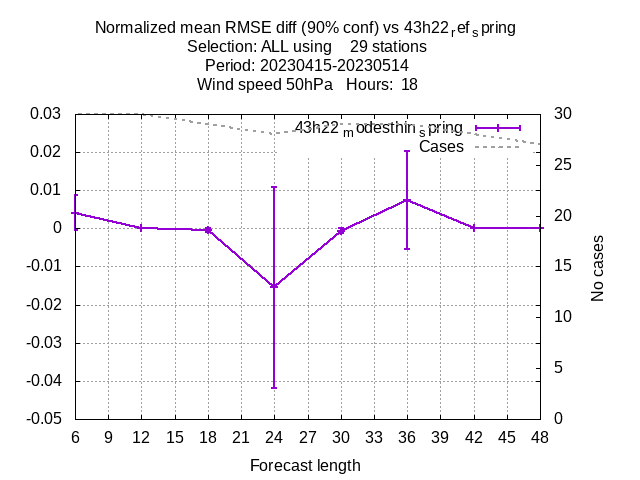 Normalized mean RMSE diff (90% conf) vs 43h22ref spring
Selection: ALL using    29 stations
Period: 20230415-20230514
Wind speed 50hPa   Hours:  18
43h22modesthinspring
Cases
0.03
0.02
0.01
0
-0.01
-0.02
-0.03
-0.04
-0.05
30
25
20
15
10
5
0
No cases
6 9 12 15 18 21 24 27 30 33 36 39 42 45 48
Forecast length